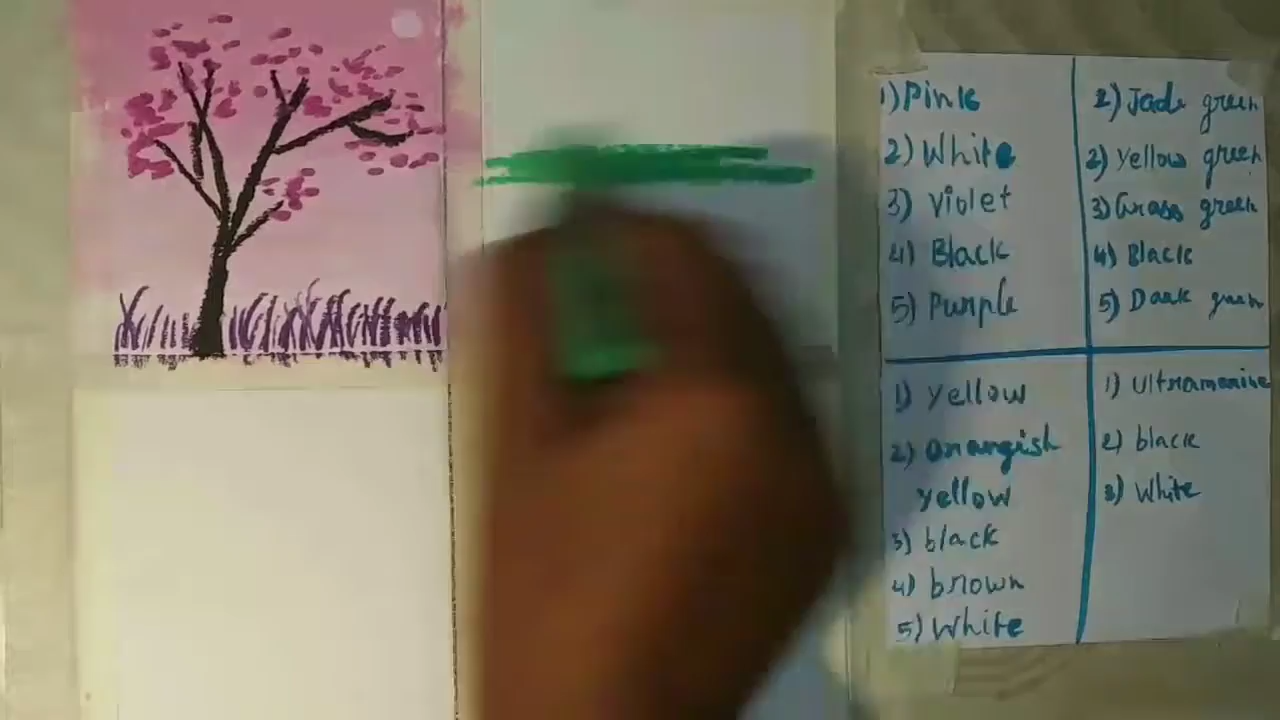 1) Pink
2) White
3) Violet
4) Black
5) Purple
1) Jade green
2) Yellow green
3) Grass green
4) Black
5) Dark green
1) Yellow
2) Orangish
yellow
3) black
4) brown
5) White
1) Ultramarine
2) black
3) White